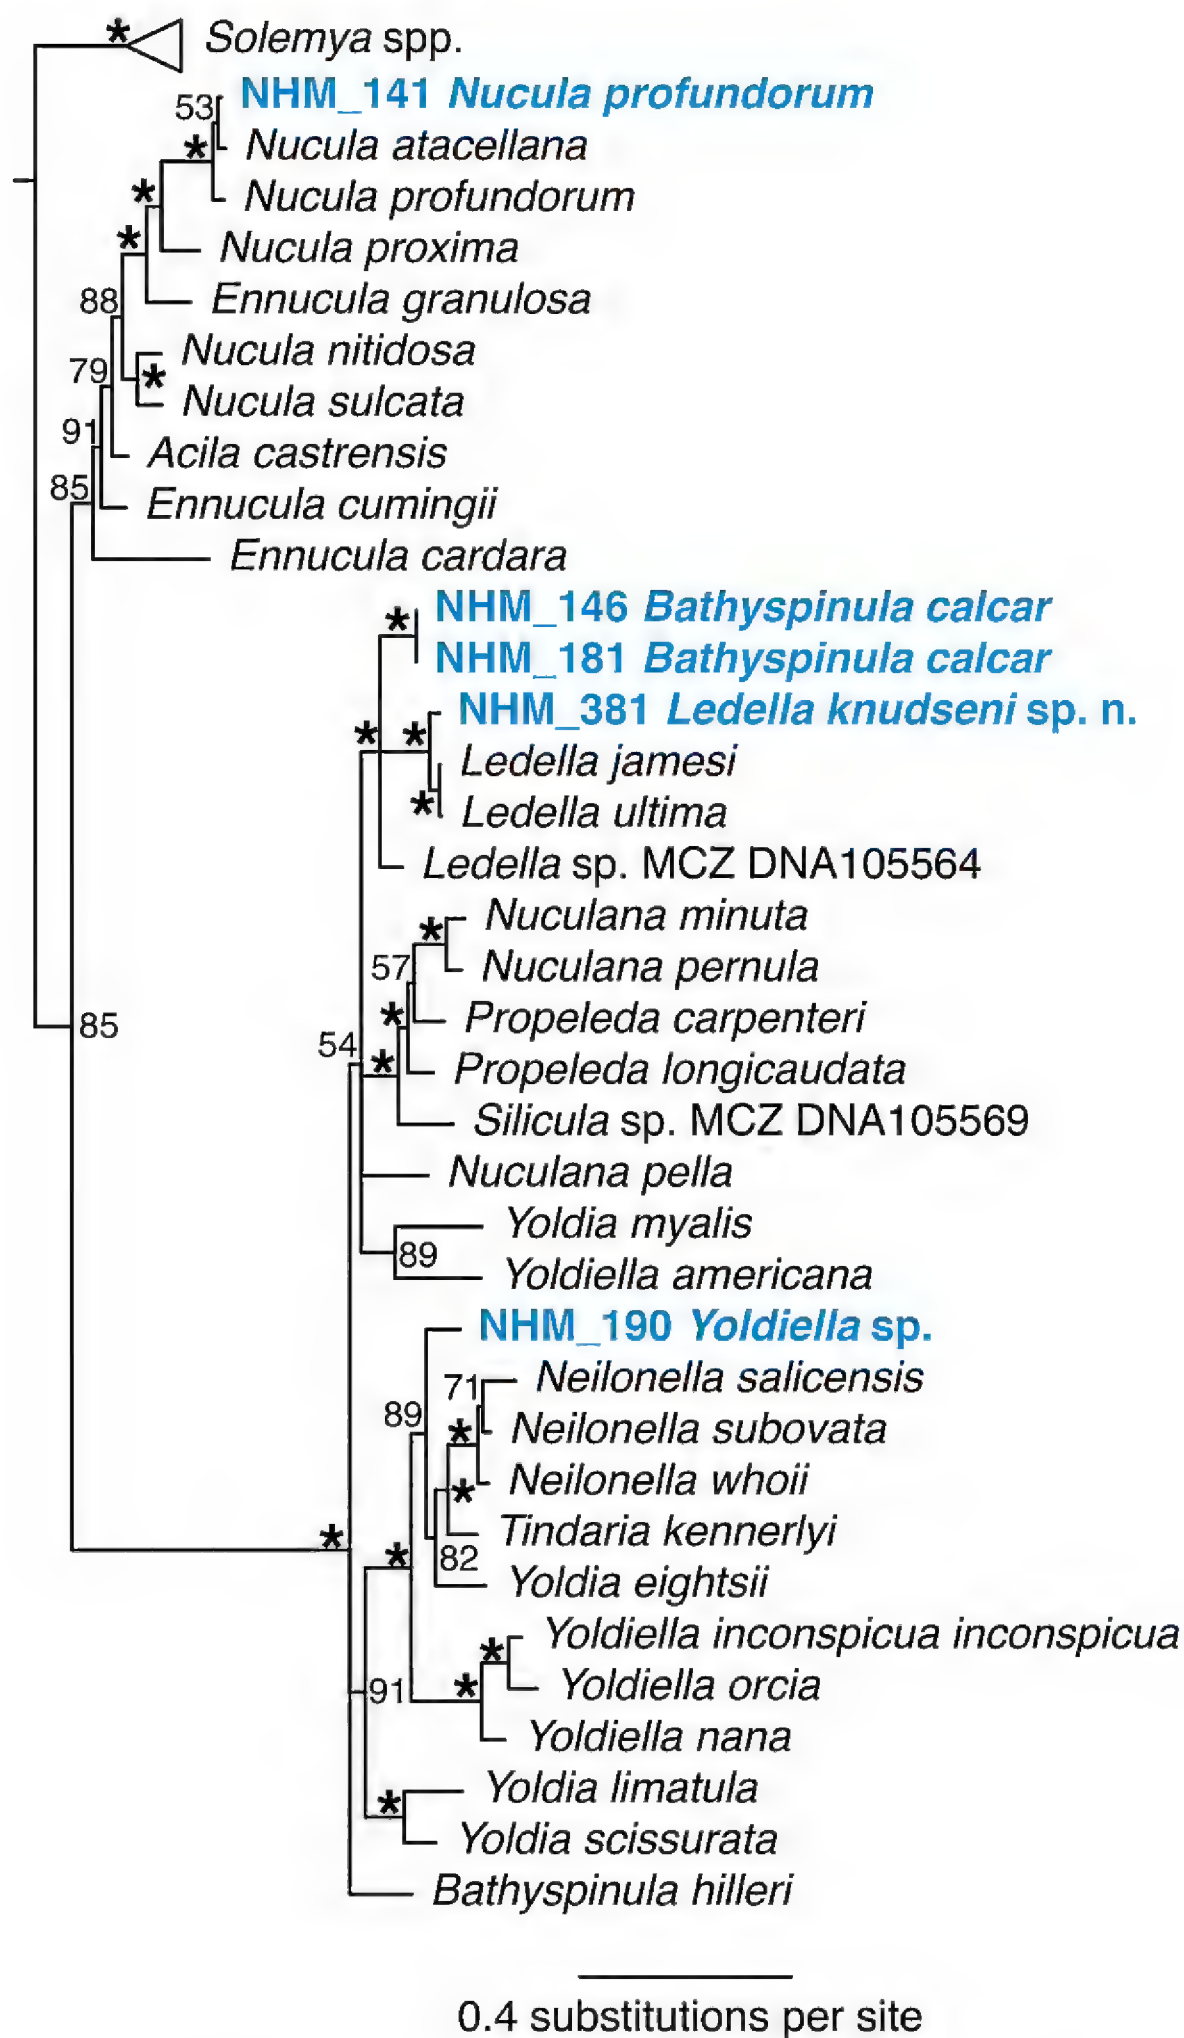 * Solemya spp.
53 NHM_141 Nucula profundorum
* Nucula atacellana
* Nucula profundorum
* Nucula proxima
88 Ennucula granulosa
Nucula nitidosa
79 *
Nucula sulcata
91 Acila castrensis
85 Ennucula cumingii
Ennucula cardara
* NHM_146 Bathyspinula calcar
NHM_181 Bathyspinula calcar
NHM_381 Ledella knudseni sp. n.
* * Ledella jamesi
* Ledella ultima
Ledella sp. MCZ DNA105564
* Nuculana minuta
57 Nuculana pernula
* Propeleda carpenteri
85
54 * Propeleda longicaudata
Silicula sp. MCZ DNA105569
Nuculana pella
Yoldia myalis
89
Yoldiella americana
NHM_190 Yoldiella sp.
71 Neilonella salicensis
89 * Neilonella subovata
* Neilonella whoii
* Tindaria kennerlyi
* 82
Yoldia eightsii
* Yoldiella inconspicua inconspicua
91 * Yoldiella orcia
Yoldiella nana
* Yoldia limatula
Yoldia scissurata
Bathyspinula hilleri
0.4 substitutions per site